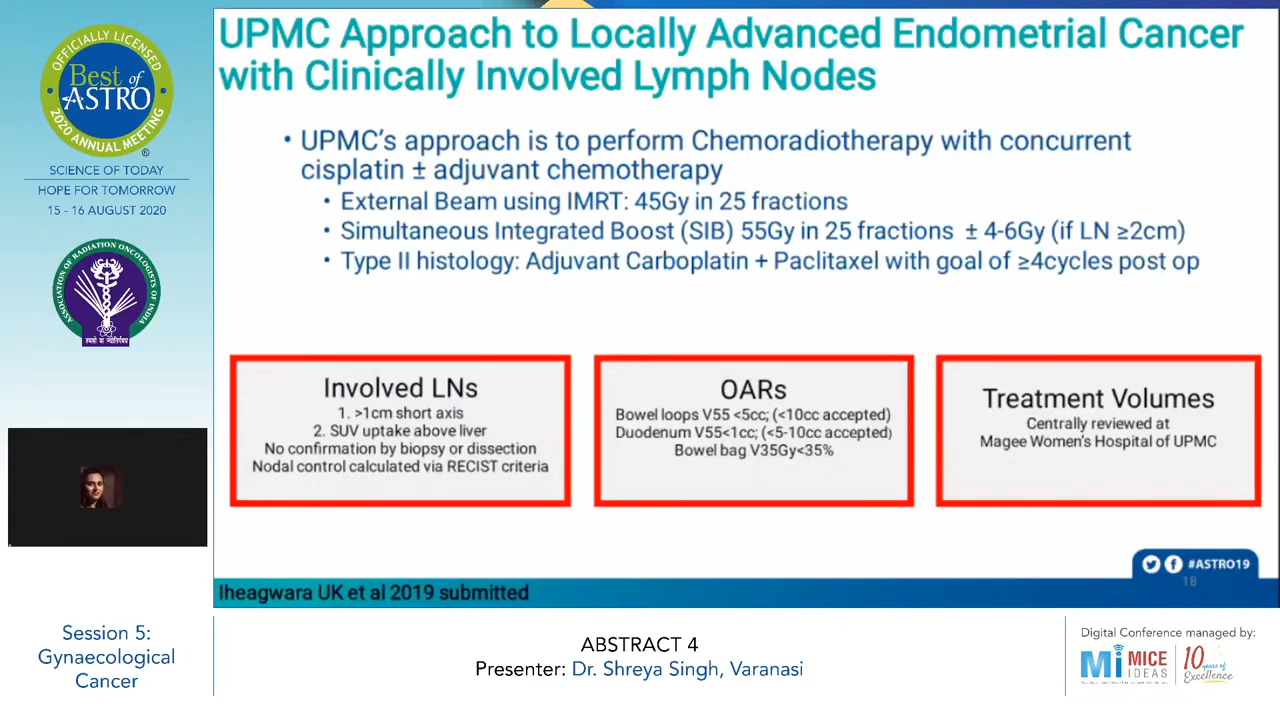 OFFICIALLY LICENSED
Best of
ASTRO
2020 ANNUAL MEETING
®
SCIENCE OF TODAY
HOPE FOR TOMORROW
15 - 16 AUGUST 2020
ASSOCIATION OF RADIATION ONCOLOGISTS OF INDIA
UPMC Approach to Locally Advanced Endometrial Cancer
with Clinically Involved Lymph Nodes
• UPMC's approach is to perform Chemoradiotherapy with concurrent
cisplatin ± adjuvant chemotherapy
• External Beam using IMRT: 45Gy in 25 fractions
• Simultaneous Integrated Boost (SIB) 55Gy in 25 fractions ± 4-6Gy (if LN ≥2cm)
• Type II histology: Adjuvant Carboplatin + Paclitaxel with goal of ≥4cycles post op
Involved LNs
1. >1cm short axis
2. SUV uptake above liver
No confirmation by biopsy or dissection
Nodal control calculated via RECIST criteria
OARs
Bowel loops V55 <5cc; (<10cc accepted)
Duodenum V55<1cc; (<5-10cc accepted)
Bowel bag V35Gy<35%
Treatment Volumes
Centrally reviewed at
Magee Women's Hospital of UPMC
#ASTRO19
18
Iheagwara UK et al 2019 submitted
Session 5:
Gynaecological
Cancer
ABSTRACT 4
Presenter: Dr. Shreya Singh, Varanasi
Digital Conference managed by:
Mi MICE
IDEAS
10 years of
Excellence